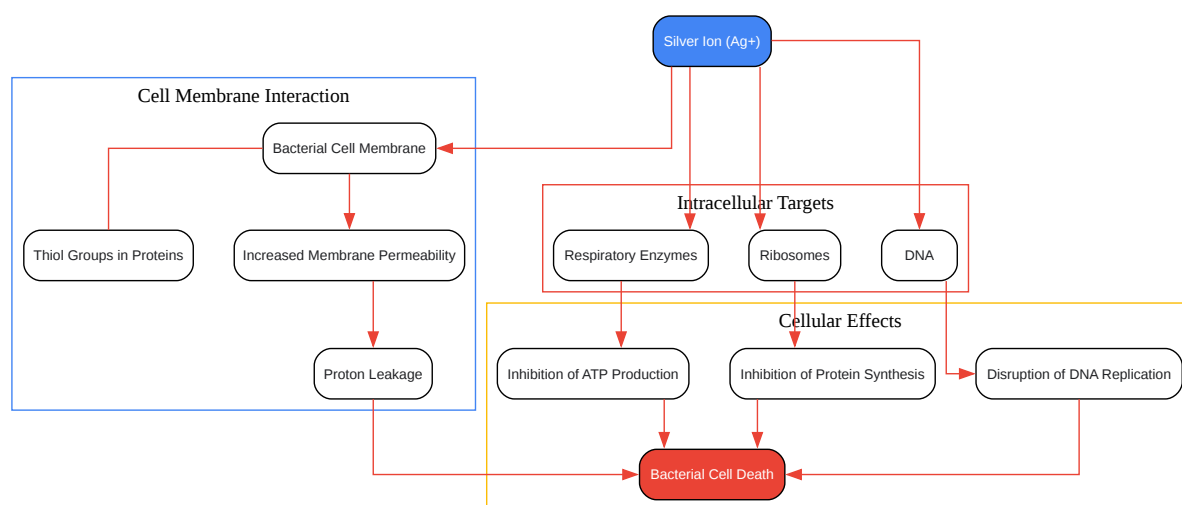 Silver Ion (Ag+)
Cell Membrane Interaction
Bacterial Cell Membrane
Thiol Groups in Proteins
Increased Membrane Permeability
Proton Leakage
Intracellular Targets
Respiratory Enzymes
Ribosomes
DNA
Cellular Effects
Inhibition of ATP Production
Inhibition of Protein Synthesis
Disruption of DNA Replication
Bacterial Cell Death